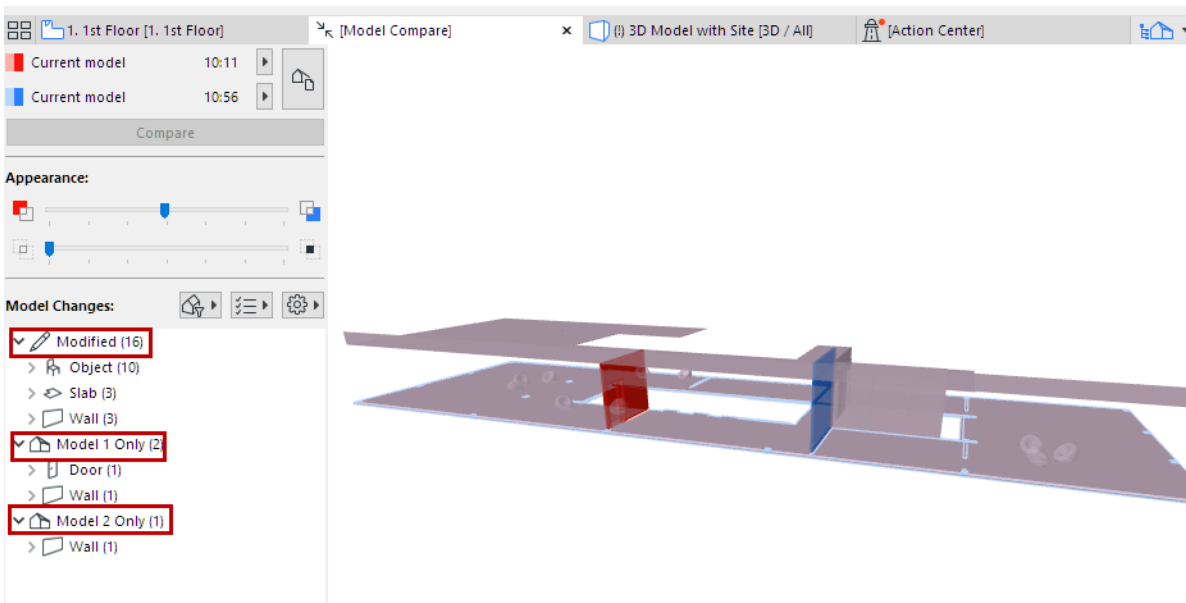 1. 1st Floor [1. 1st Floor]
[Model Compare]
(!) 3D Model with Site [3D / All]
[Action Center]
Current model 10:11
Current model 10:56
Compare
Appearance:
Model Changes:
Modified (16)
Object (10)
Slab (3)
Wall (3)
Model 1 Only (2)
Door (1)
Wall (1)
Model 2 Only (1)
Wall (1)